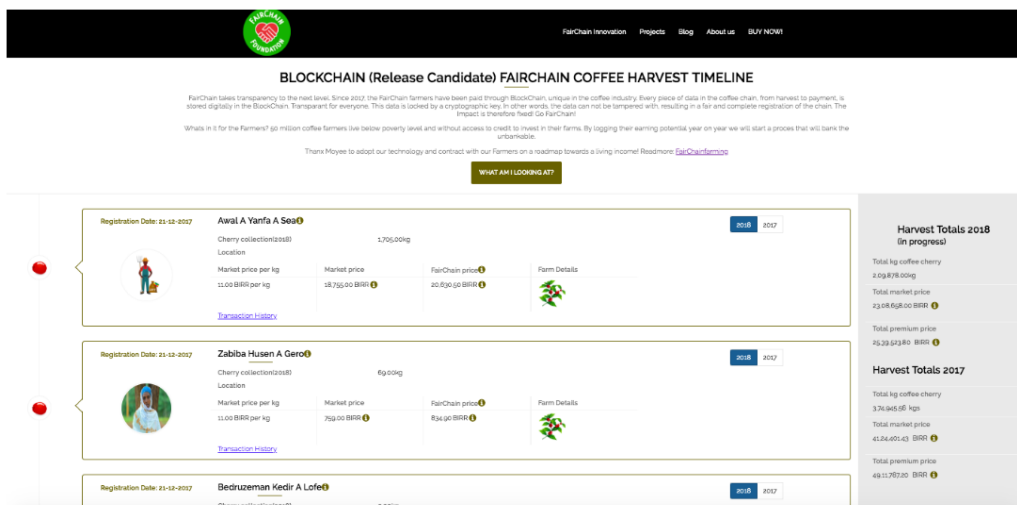 FAIRCHAIN
FOUNDATION
FairChain Innovation Projects Blog About us BUY NOW!
BLOCKCHAIN (Release Candidate) FAIRCHAIN COFFEE HARVEST TIMELINE
FairChain takes transparency to the next level. Since 2017, the FairChain farmers have been paid through BlockChain, unique in the coffee industry. Every piece of data in the coffee chain, from harvest to payment, is
stored digitally in the BlockChain. Transparant for everyone. This data is locked by a cryptographic key. In other words, the data can not be tampered with, resulting in a fair and complete registration of the chain. The
impact is therefore fixed! Go FairChain!
Whats in it for the Farmers? 50 million coffee farmers live below poverty level and without access to credit to invest in their farms. By logging their earning potential year on year we will start a proces that will bank the
unbankable.
Thanx Moyee to adopt our technology and contract with our Farmers on a roadmap towards a living income! Readmore: FairChainfarming
WHAT AM I LOOKING AT?
Registration Date: 21-12-2017
Awal A Yanfa A Sea
2018 2017
Cherry collection(2018) 1,705.00kg
Location
Market price per kg Market price FairChain price Farm Details
11.00 BIRR per kg 18,755.00 BIRR 20,630.50 BIRR
Transaction History
Registration Date: 21-12-2017
Zabiba Husen A Gero
2018 2017
Cherry collection(2018) 69.00kg
Location
Market price per kg Market price FairChain price Farm Details
11.00 BIRR per kg 759.00 BIRR 834.90 BIRR
Transaction History
Registration Date: 21-12-2017
Bedruzeman Kedir A Lofe
2018 2017
Harvest Totals 2018
(in progress)
Total kg coffee cherry
2,09,878.00kg
Total market price
23,08,658.00 BIRR
Total premium price
25,39,523.80 BIRR
Harvest Totals 2017
Total kg coffee cherry
3,74,945.56 kgs
Total market price
41,24,401.43 BIRR
Total premium price
49,11,787.20 BIRR